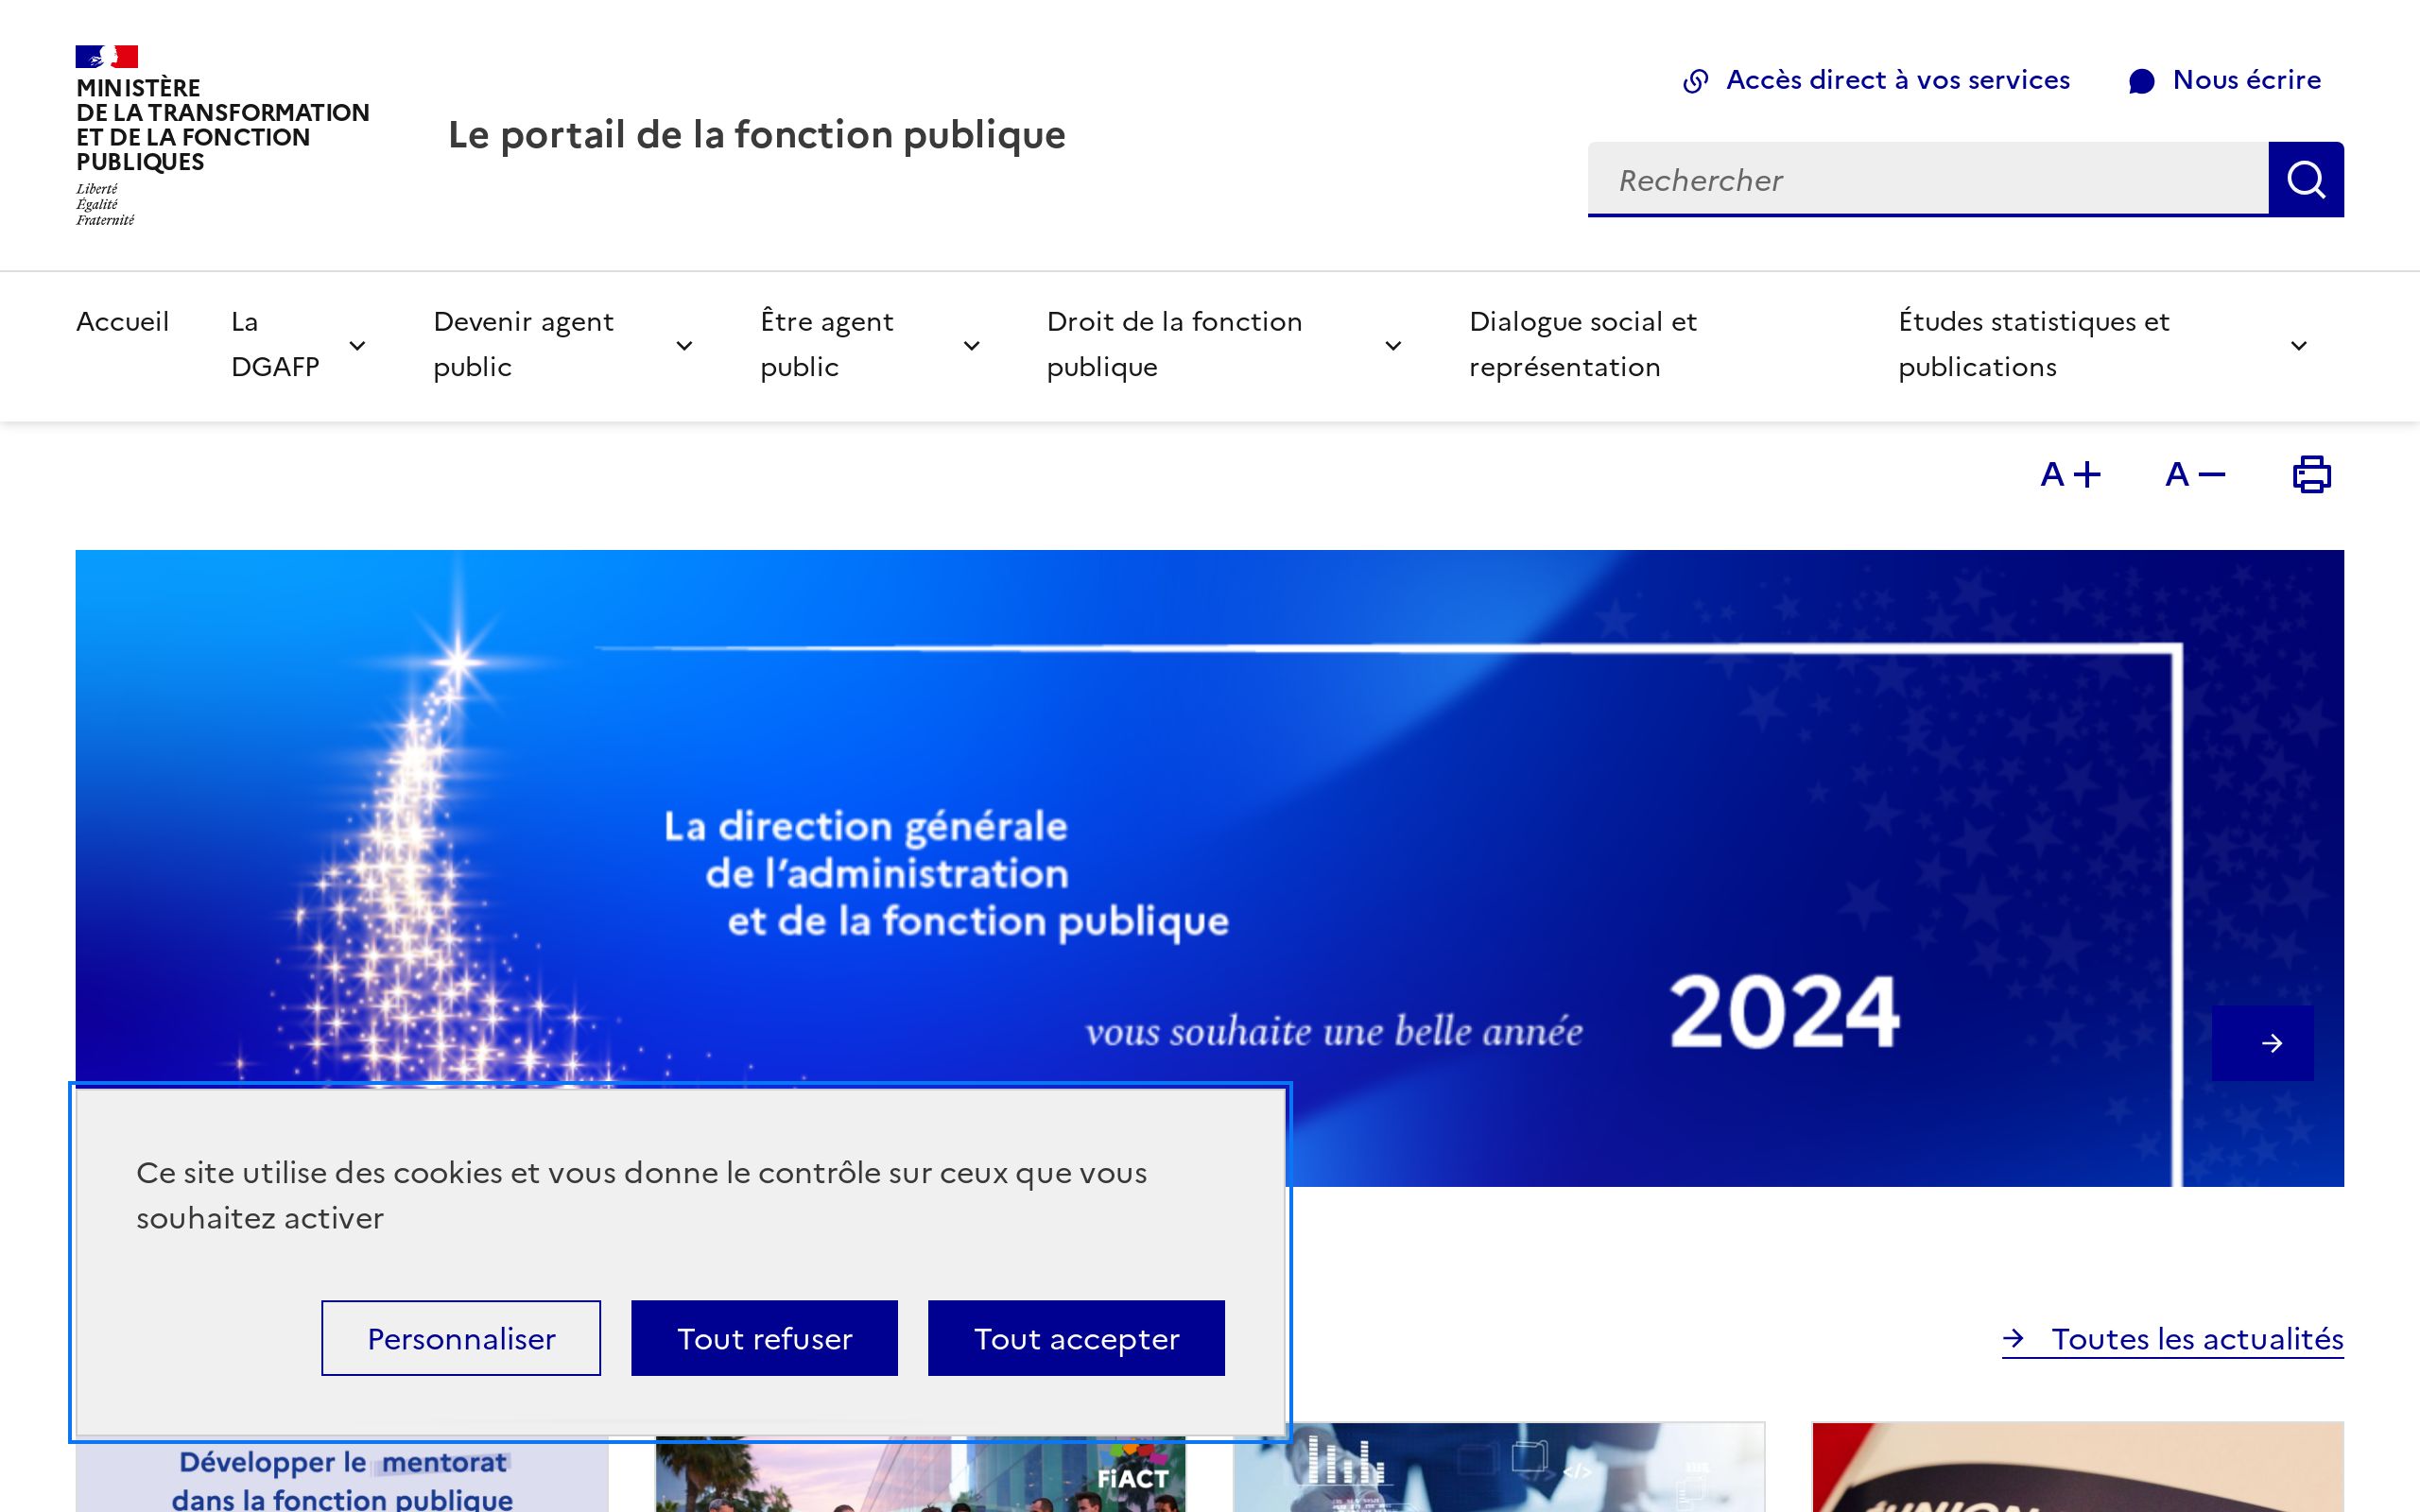 MINISTÈRE
DE LA TRANSFORMATION
ET DE LA FONCTION
PUBLIQUES
Liberté
Égalité
Fraternité
Le portail de la fonction publique
Accès direct à vos services
Nous écrire
Rechercher
Accueil
La
DGAFP
Devenir agent
public
Être agent
public
Droit de la fonction
publique
Dialogue social et
représentation
Études statistiques et
publications
A+
A−
La direction générale
de l’administration
et de la fonction publique
vous souhaite une belle année 2024
Ce site utilise des cookies et vous donne le contrôle sur ceux que vous
souhaitez activer
Personnaliser
Tout refuser
Tout accepter
Toutes les actualités
Développer le mentorat
dans la fonction publique
FiACT